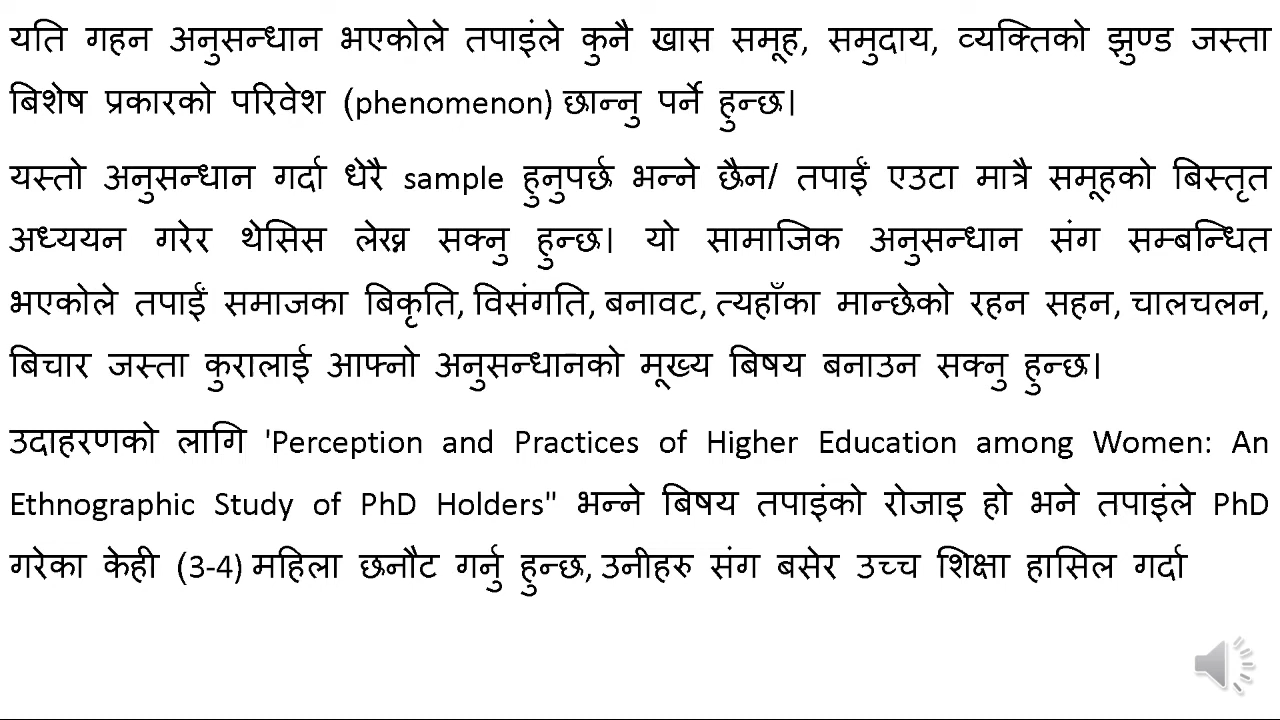 यति गहन अनुसन्धान भएकोले तपाइंले कुनै खास समूह, समुदाय, व्यक्तिको झुण्ड जस्ता
बिशेष प्रकारको परिवेश (phenomenon) छान्नु पर्ने हुन्छ।
यस्तो अनुसन्धान गर्दा धेरै sample हुनुपर्छ भन्ने छैन/ तपाईं एउटा मात्रै समूहको बिस्तृत
अध्ययन गरेर थेसिस लेख्न सक्नु हुन्छ। यो सामाजिक अनुसन्धान संग सम्बन्धित
भएकोले तपाईं समाजका बिकृति, विसंगति, बनावट, त्यहाँका मान्छेको रहन सहन, चालचलन,
बिचार जस्ता कुरालाई आफ्नो अनुसन्धानको मूख्य बिषय बनाउन सक्नु हुन्छ।
उदाहरणको लागि 'Perception and Practices of Higher Education among Women: An
Ethnographic Study of PhD Holders" भन्ने बिषय तपाइंको रोजाइ हो भने तपाइंले PhD
गरेका केही (3-4) महिला छनौट गर्नु हुन्छ, उनीहरु संग बसेर उच्च शिक्षा हासिल गर्दा